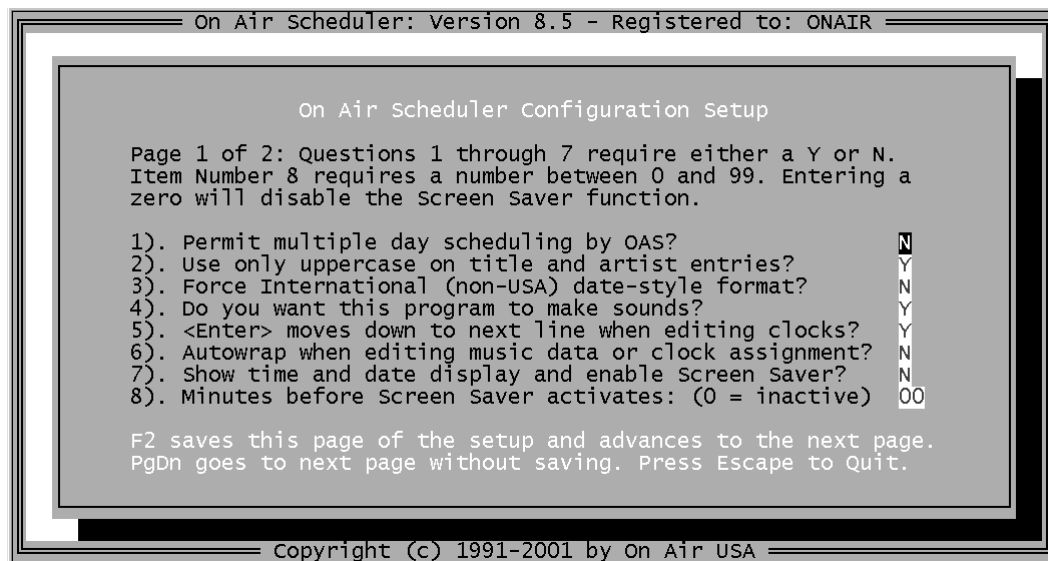 On Air Scheduler: Version 8.5 - Registered to: ONAIR
On Air Scheduler Configuration Setup
Page 1 of 2: Questions 1 through 7 require either a Y or N.
Item Number 8 requires a number between 0 and 99. Entering a
zero will disable the Screen Saver function.
1). Permit multiple day scheduling by OAS? N
2). Use only uppercase on title and artist entries? Y
3). Force International (non-USA) date-style format? N
4). Do you want this program to make sounds? Y
5). <Enter> moves down to next line when editing clocks? Y
6). Autowrap when editing music data or clock assignment? N
7). Show time and date display and enable Screen Saver? N
8). Minutes before Screen Saver activates: (0 = inactive) 00
F2 saves this page of the setup and advances to the next page.
PgDn goes to next page without saving. Press Escape to Quit.
Copyright (c) 1991-2001 by On Air USA